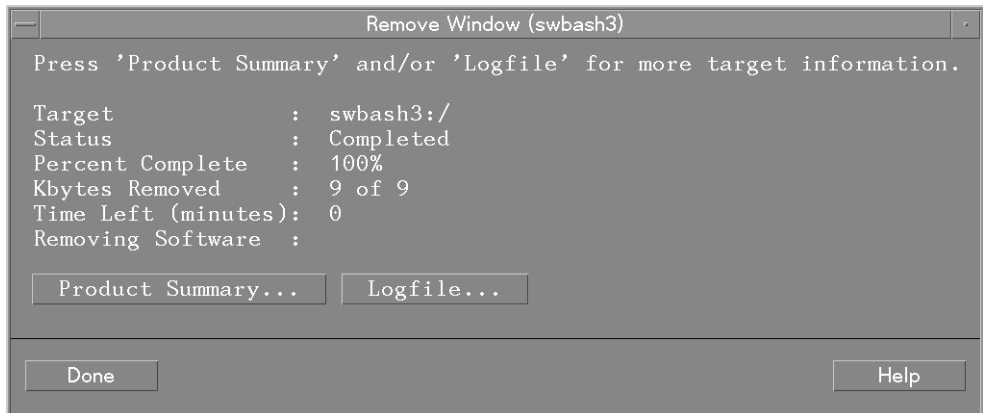 Remove Window (swbash3)
Press 'Product Summary' and/or 'Logfile' for more target information.
Target : swbash3:/
Status : Completed
Percent Complete : 100%
Kbytes Removed : 9 of 9
Time Left (minutes): 0
Removing Software :
Product Summary... Logfile...
Done Help